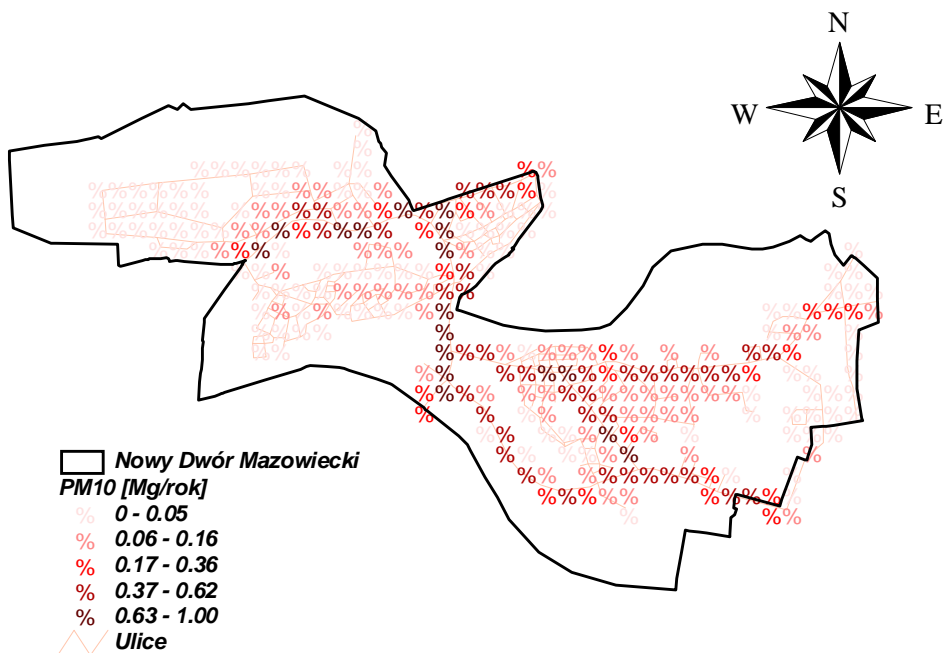 N
W E
S
Nowy Dwór Mazowiecki
PM10 [Mg/rok]
% 0 - 0.05
% 0.06 - 0.16
% 0.17 - 0.36
% 0.37 - 0.62
% 0.63 - 1.00
Ulice